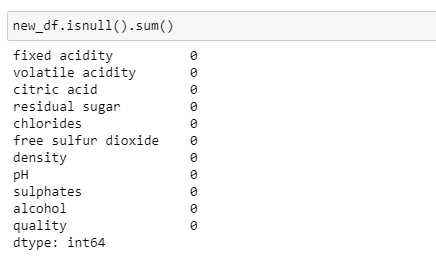 new_df.isnull().sum()
fixed acidity 0
volatile acidity 0
citric acid 0
residual sugar 0
chlorides 0
free sulfur dioxide 0
density 0
pH 0
sulphates 0
alcohol 0
quality 0
dtype: int64